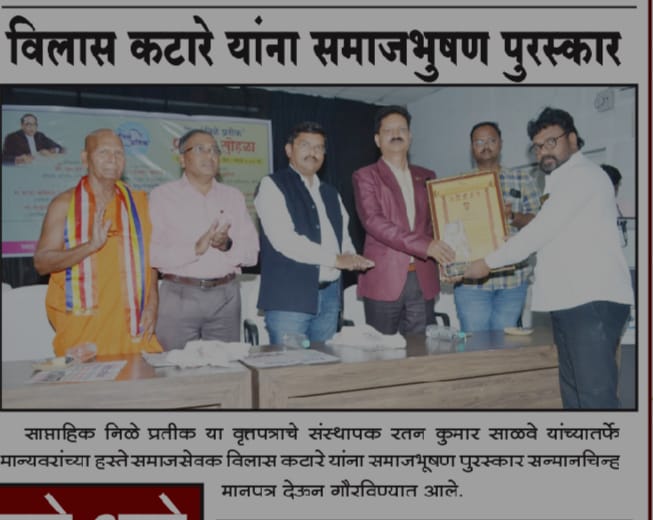 विलास कटारे यांना समाजभुषण पुरस्कार
निळे प्रतीक
साप्ताहिक निळे प्रतीक या वृत्तपत्राचे संस्थापक रतन कुमार साळवे यांच्यातर्फे
मान्यवरांच्या हस्ते समाजसेवक विलास कटारे यांना समाजभूषण पुरस्कार सन्मानचिन्ह
मानपत्र देऊन गौरविण्यात आले.